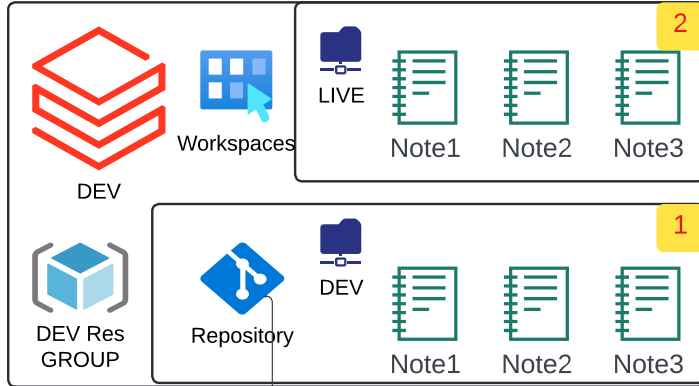 2
LIVE
Workspaces
Note1 Note2 Note3
DEV
1
DEV
DEV Res
GROUP
Repository
Note1 Note2 Note3